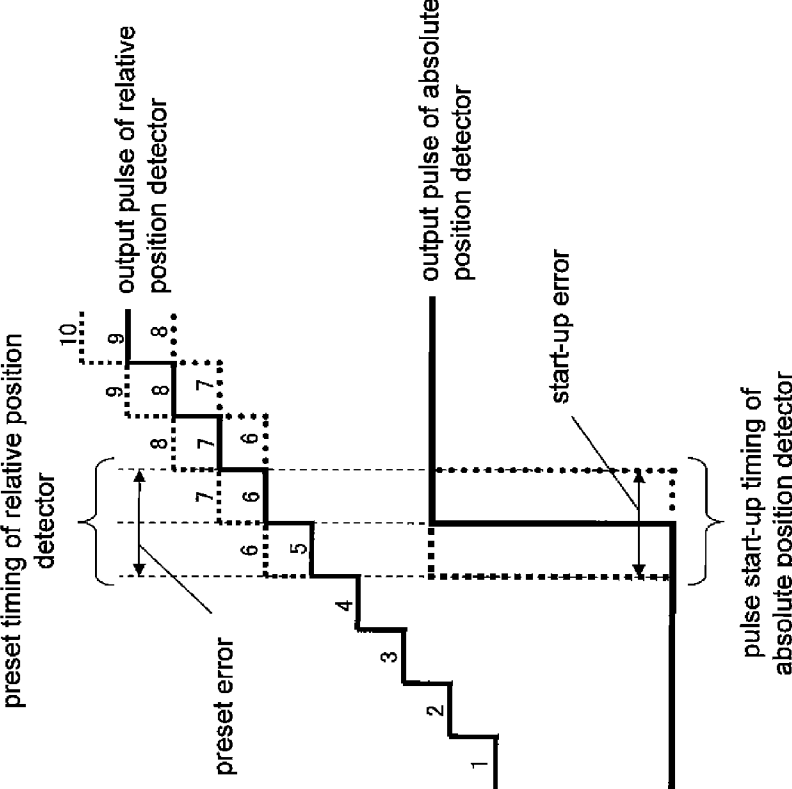 preset timing of relative position
detector
preset error
output pulse of relative
position detector
1
2
3
4
5
6
7
8
9
6
7
8
9
10
6
7
8
output pulse of absolute
position detector
start-up error
pulse start-up timing of
absolute position detector